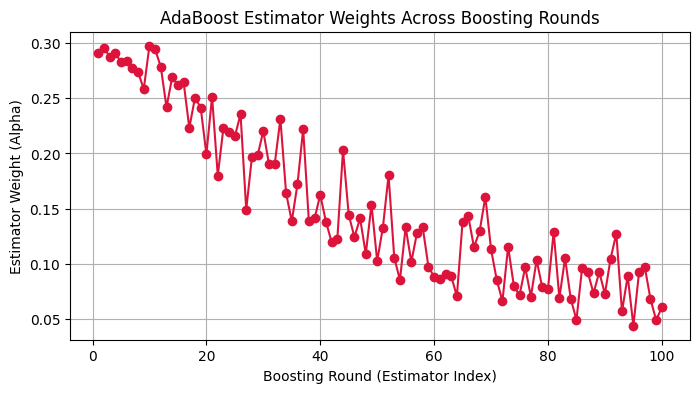 AdaBoost Estimator Weights Across Boosting Rounds
Estimator Weight (Alpha)
0.30
0.25
0.20
0.15
0.10
0.05
0 20 40 60 80 100
Boosting Round (Estimator Index)